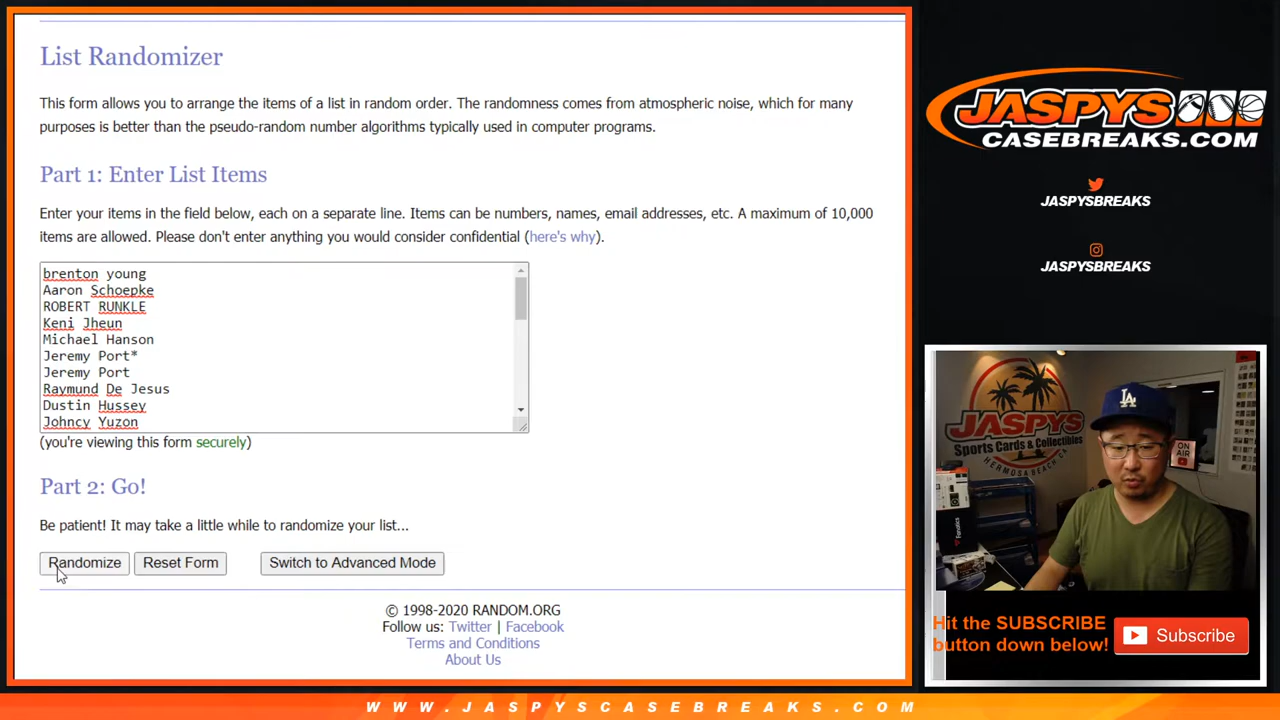 List Randomizer
This form allows you to arrange the items of a list in random order. The randomness comes from atmospheric noise, which for many
purposes is better than the pseudo-random number algorithms typically used in computer programs.
Part 1: Enter List Items
Enter your items in the field below, each on a separate line. Items can be numbers, names, email addresses, etc. A maximum of 10,000
items are allowed. Please don't enter anything you would consider confidential (here's why).
brenton young
Aaron Schoepke
ROBERT RUNKLE
Keni Jheun
Michael Hanson
Jeremy Port*
Jeremy Port
Raymund De Jesus
Dustin Hussey
Johncy Yuzon
(you're viewing this form securely)
Part 2: Go!
Be patient! It may take a little while to randomize your list...
Randomize
Reset Form
Switch to Advanced Mode
© 1998-2020 RANDOM.ORG
Follow us: Twitter | Facebook
Terms and Conditions
About Us
JASPYS
CASEBREAKS.COM
JASPYSBREAKS
JASPYSBREAKS
JASPYS
Sports Cards & Collectibles
HERMOSA BEACH
LA
ON
AIR
Fanatics
Hit the SUBSCRIBE
button down below!
Subscribe
WWW.JASPYSCASEBREAKS.COM